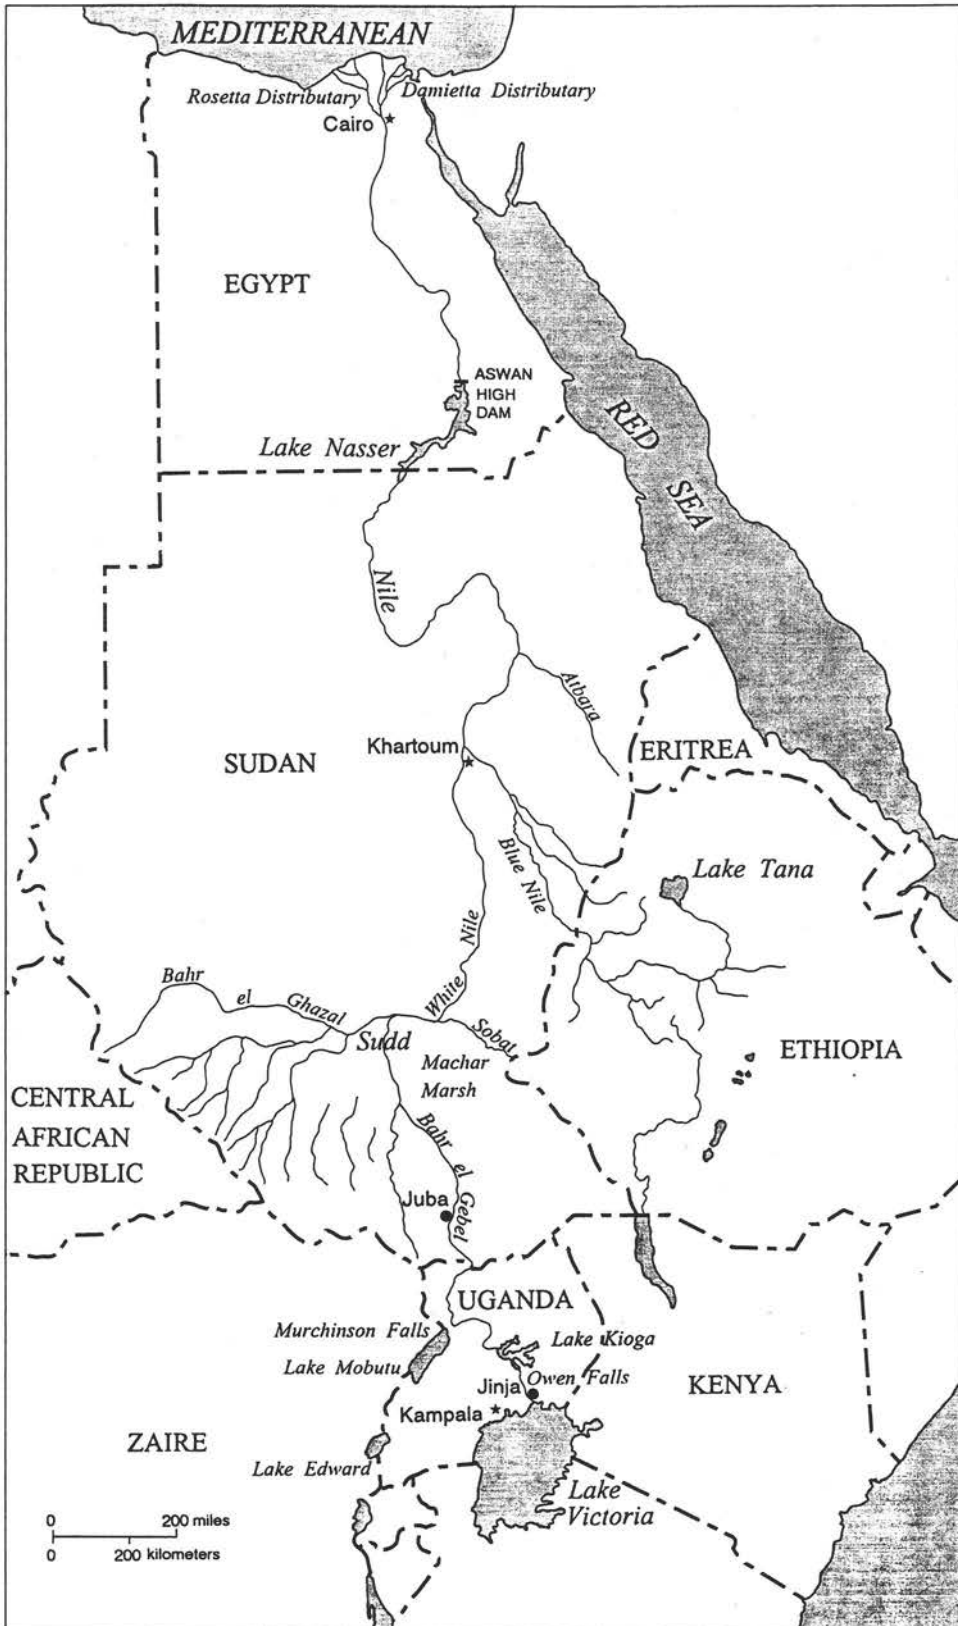 MEDITERRANEAN
Rosetta Distributary
Damietta Distributary
Cairo
EGYPT
ASWAN
HIGH
DAM
Lake Nasser
RED
SEA
Nile
Atbara
Khartoum
SUDAN
ERITREA
Blue Nile
Lake Tana
White Nile
Bahr el Ghazal
Sudd
Sobat
Machar
Marsh
ETHIOPIA
CENTRAL
AFRICAN
REPUBLIC
Bahr el Gebel
Juba
UGANDA
Murchinson Falls
Lake Kioga
Lake Mobutu
Jinja
Owen Falls
KENYA
Kampala
ZAIRE
Lake Edward
Lake
Victoria
0 200 miles
0 200 kilometers